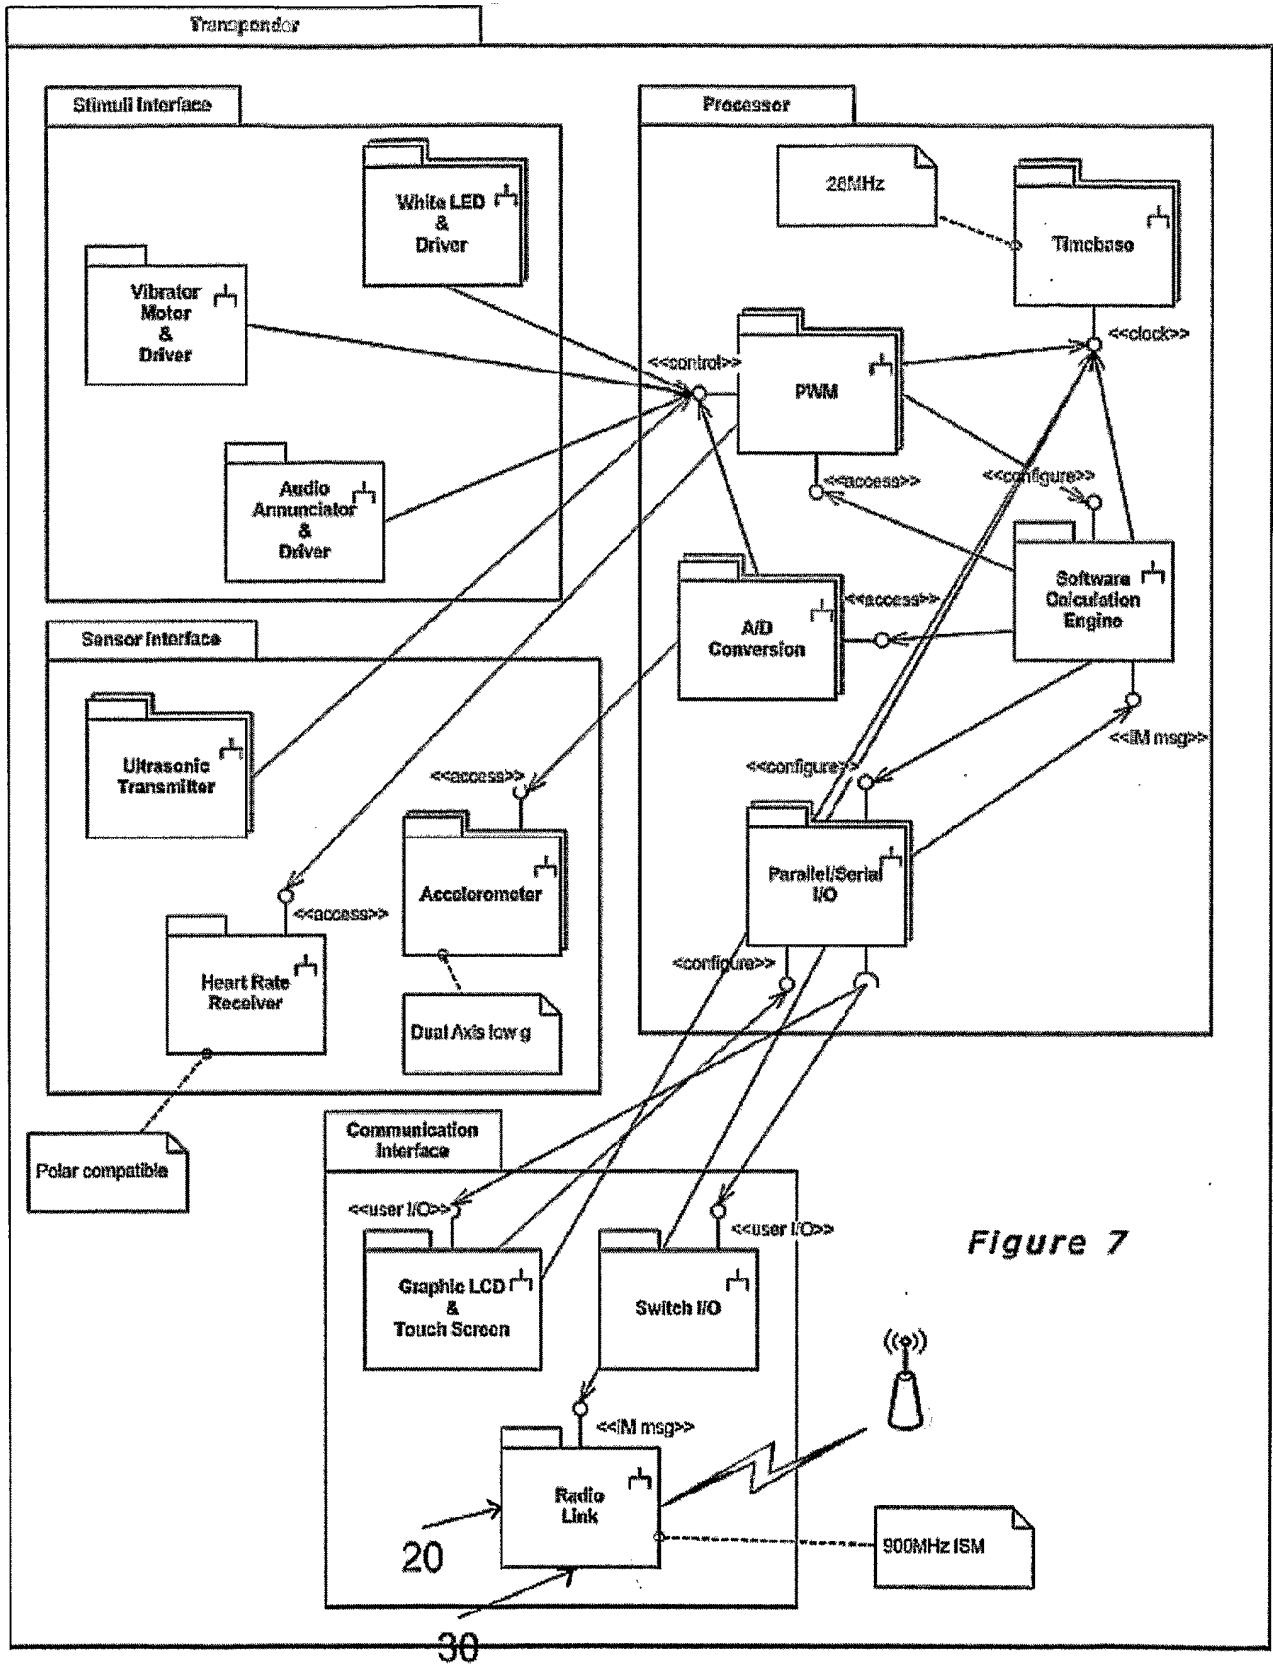 Transponder
Stimuli Interface
Processor
White LED
&
Driver
28MHz
Timebase
Vibrator
Motor
&
Driver
<<clock>>
<<control>>
PWM
<<access>>
<<configure>>
Audio
Annunciator
&
Driver
Software
Calculation
Engine
<<access>>
A/D
Conversion
Sensor Interface
<<IM msg>>
Ultrasonic
Transmitter
<<access>>
<<configure>>
Parallel/Serial
I/O
Accelerometer
<<access>>
<<configure>>
Heart Rate
Receiver
Dual Axis low g
Communication
Interface
Polar compatible
<<user I/O>>
<<user I/O>>
Figure 7
Graphic LCD
&
Touch Screen
Switch I/O
<<IM msg>>
Radio
Link
20
900MHz ISM
30